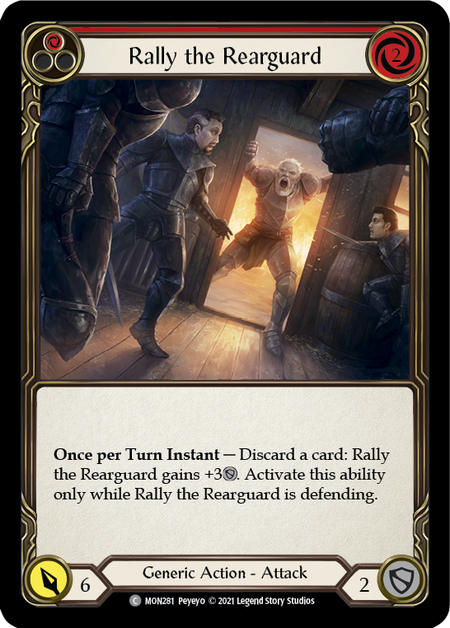 Rally the Rearguard
2
Once per Turn Instant — Discard a card: Rally
the Rearguard gains +3. Activate this ability
only while Rally the Rearguard is defending.
6
Generic Action - Attack
2
C MON281 Peyeyo © 2021 Legend Story Studios